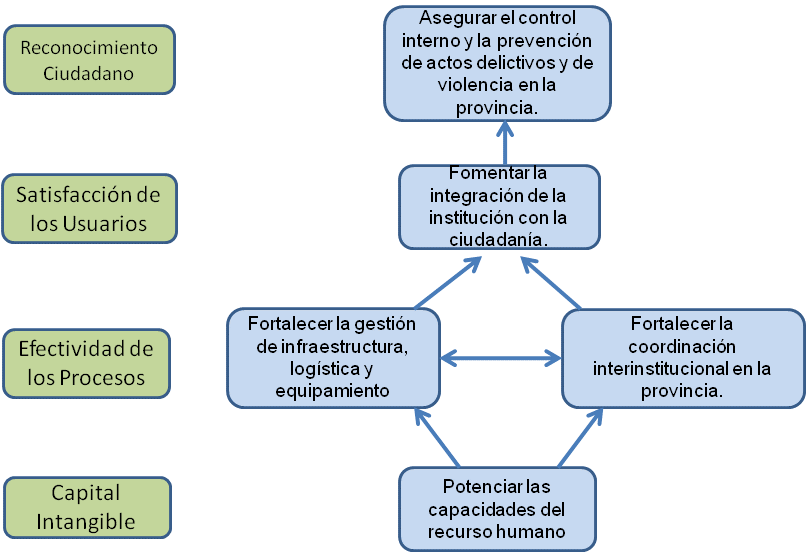 Reconocimiento
Ciudadano
Asegurar el control
interno y la prevención
de actos delictivos y de
violencia en la
provincia.
Satisfacción de
los Usuarios
Fomentar la
integración de la
institución con la
ciudadanía.
Efectividad de
los Procesos
Fortalecer la gestión
de infraestructura,
logística y
equipamiento
Fortalecer la
coordinación
interinstitucional en la
provincia.
Capital
Intangible
Potenciar las
capacidades del
recurso humano